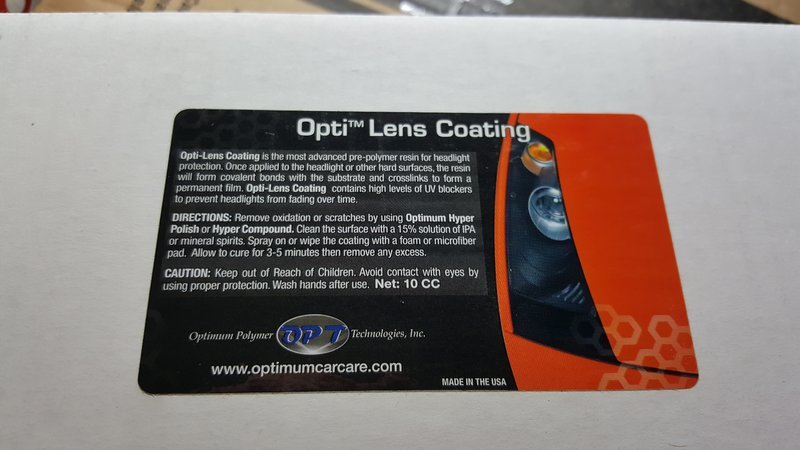 Opti™ Lens Coating
Opti-Lens Coating is the most advanced pre-polymer resin for headlight
protection. Once applied to the headlight or other hard surfaces, the resin
will form covalent bonds with the substrate and crosslinks to form a
permanent film. Opti-Lens Coating contains high levels of UV blockers
to prevent headlights from fading over time.
DIRECTIONS: Remove oxidation or scratches by using Optimum Hyper
Polish or Hyper Compound. Clean the surface with a 15% solution of IPA
or mineral spirits. Spray on or wipe the coating with a foam or microfiber
pad. Allow to cure for 3-5 minutes then remove any excess.
CAUTION: Keep out of Reach of Children. Avoid contact with eyes by
using proper protection. Wash hands after use. Net: 10 CC
Optimum Polymer OPT Technologies, Inc.
www.optimumcarcare.com
MADE IN THE USA